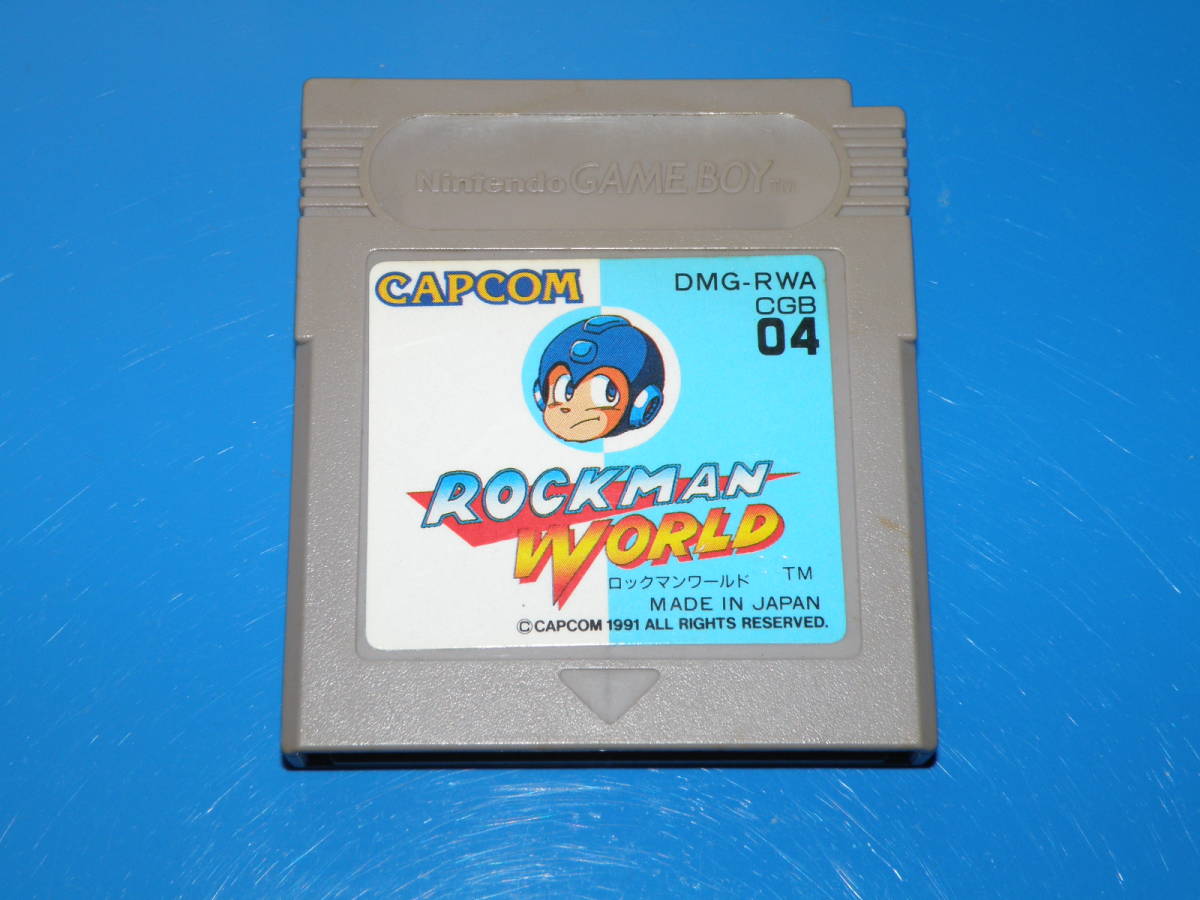 Nintendo GAME BOY TM
CAPCOM
DMG-RWA
CGB
04
ROCKMAN
WORLD
ロックマンワールド TM
MADE IN JAPAN
©CAPCOM 1991 ALL RIGHTS RESERVED.